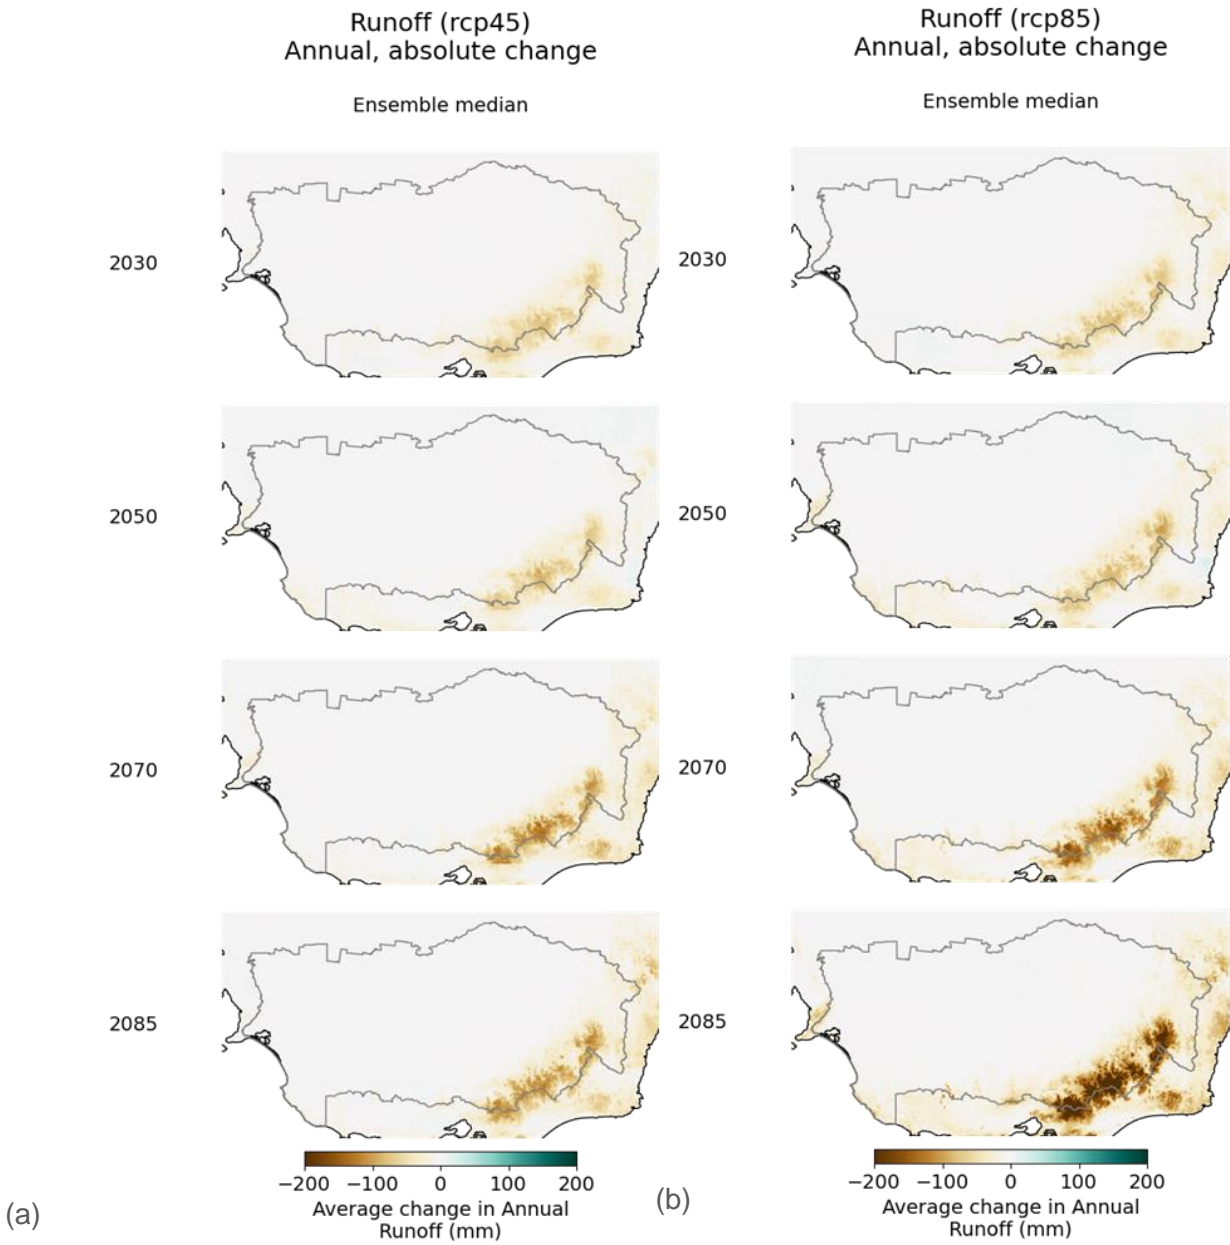 Runoff (rcp45)
Annual, absolute change
Ensemble median
2030
2050
2070
2085
−200 −100 0 100 200
Average change in Annual
Runoff (mm)
(a)
Runoff (rcp85)
Annual, absolute change
Ensemble median
2030
2050
2070
2085
−200 −100 0 100 200
Average change in Annual
Runoff (mm)
(b)